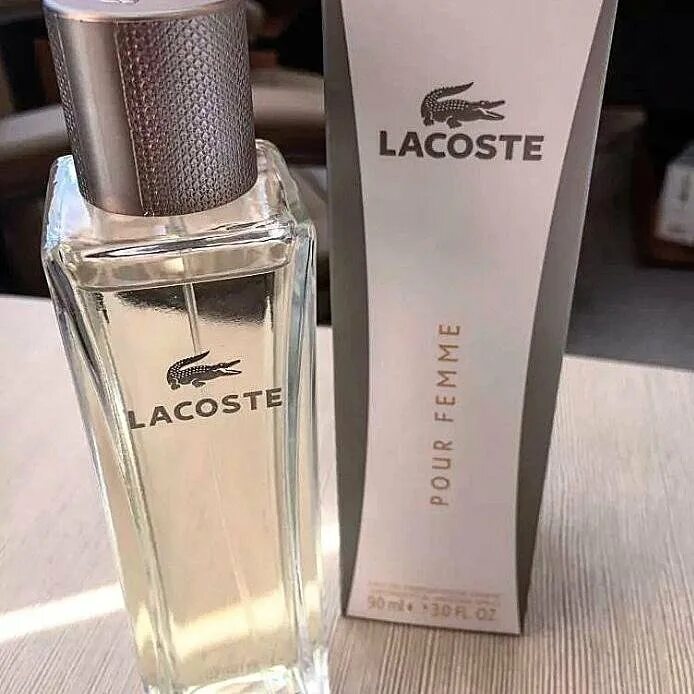 LACOSTE
LACOSTE
POUR FEMME
90 ml ℮ 3.0 FL. OZ